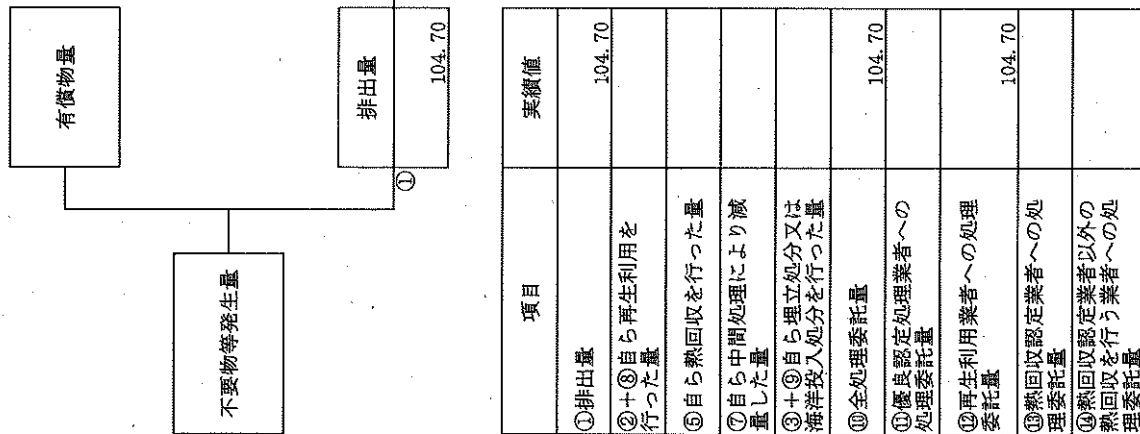 不要物等発生量
有償物量
排出量
①
104.70
項目
実績値
①排出量
104.70
②+⑧自ら再生利用を
行った量
⑤自ら熱回収を行った量
⑦自ら中間処理により減
量した量
③+⑨自ら埋立処分又は
海洋投入処分を行った量
⑩全処理委託量
104.70
⑪優良認定処理業者への
処理委託量
⑫再生利用業者への処理
委託量
104.70
⑬熱回収認定業者への処
理委託量
⑭熱回収認定業者以外の
熱回収を行う業者への処
理委託量